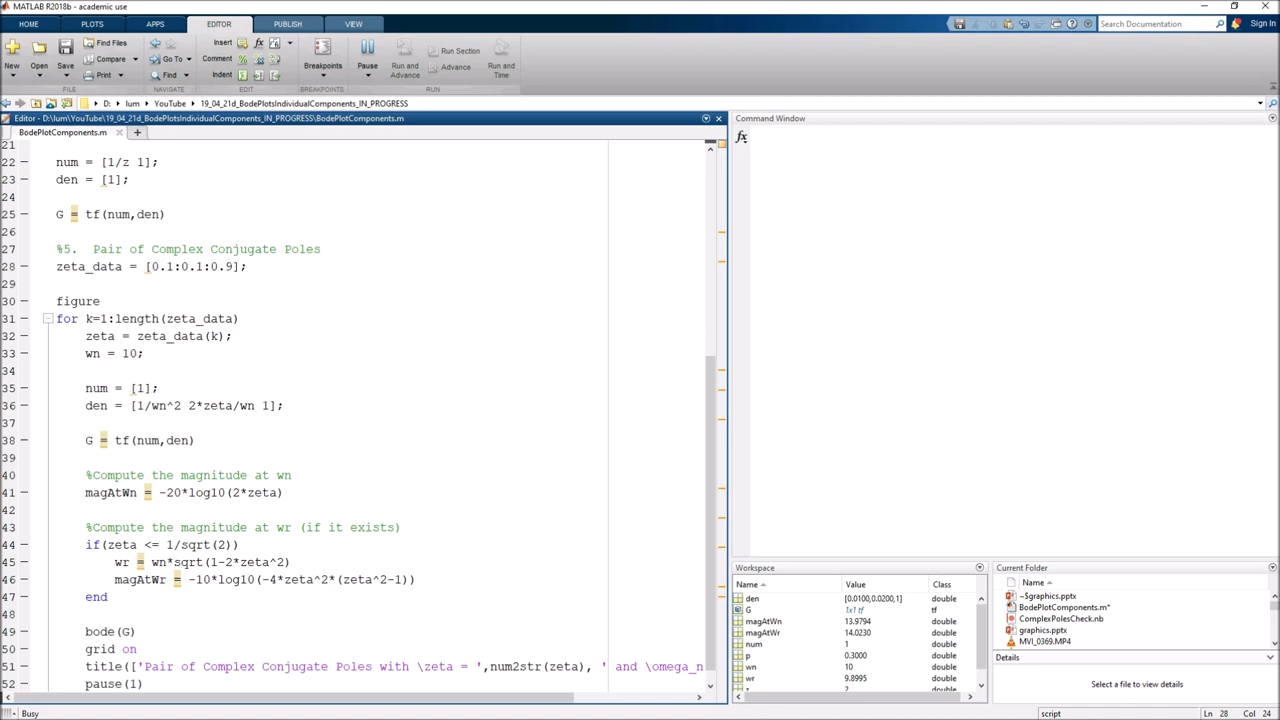 MATLAB R2018b - academic use
HOME PLOTS APPS EDITOR PUBLISH VIEW
Search Documentation
Sign In
New Open Save
Find Files
Compare
Print
FILE
Go To
Find
NAVIGATE
Insert
Comment
Indent
EDIT
Breakpoints
BREAKPOINTS
Pause
Run and Advance
Run Section
Advance
Run and Time
RUN
D: Ium YouTube 19_04_21d_BodePlotsIndividualComponents_IN_PROGRESS
Editor - D:\Ium\YouTube\19_04_21d_BodePlotsIndividualComponents_IN_PROGRESS\BodePlotComponents.m
BodePlotComponents.m
21
22 num = [1/z 1];
23 den = [1];
24
25 G = tf(num,den)
26
27 %5. Pair of Complex Conjugate Poles
28 zeta_data = [0.1:0.1:0.9];
29
30 figure
31 for k=1:length(zeta_data)
32 zeta = zeta_data(k);
33 wn = 10;
34
35 num = [1];
36 den = [1/wn^2 2*zeta/wn 1];
37
38 G = tf(num,den)
39
40 %Compute the magnitude at wn
41 magAtWn = -20*log10(2*zeta)
42
43 %Compute the magnitude at wr (if it exists)
44 if(zeta <= 1/sqrt(2))
45 wr = wn*sqrt(1-2*zeta^2)
46 magAtWr = -10*log10(-4*zeta^2*(zeta^2-1))
47 end
48
49 bode(G)
50 grid on
51 title(['Pair of Complex Conjugate Poles with \zeta = ',num2str(zeta), ' and \omega_n
52 pause(1)
Command Window
fx
Workspace
Name Value Class
den [0.0100,0.0200,1] double
G 1x1 tf tf
magAtWn 13.9794 double
magAtWr 14.0230 double
num 1 double
p 0.3000 double
wn 10 double
wr 9.8995 double
z 2 double
Current Folder
Name
~$graphics.pptx
BodePlotComponents.m*
ComplexPolesCheck.nb
graphics.pptx
MVI_0369.MP4
Details
Select a file to view details
Busy
script
Ln 28 Col 24